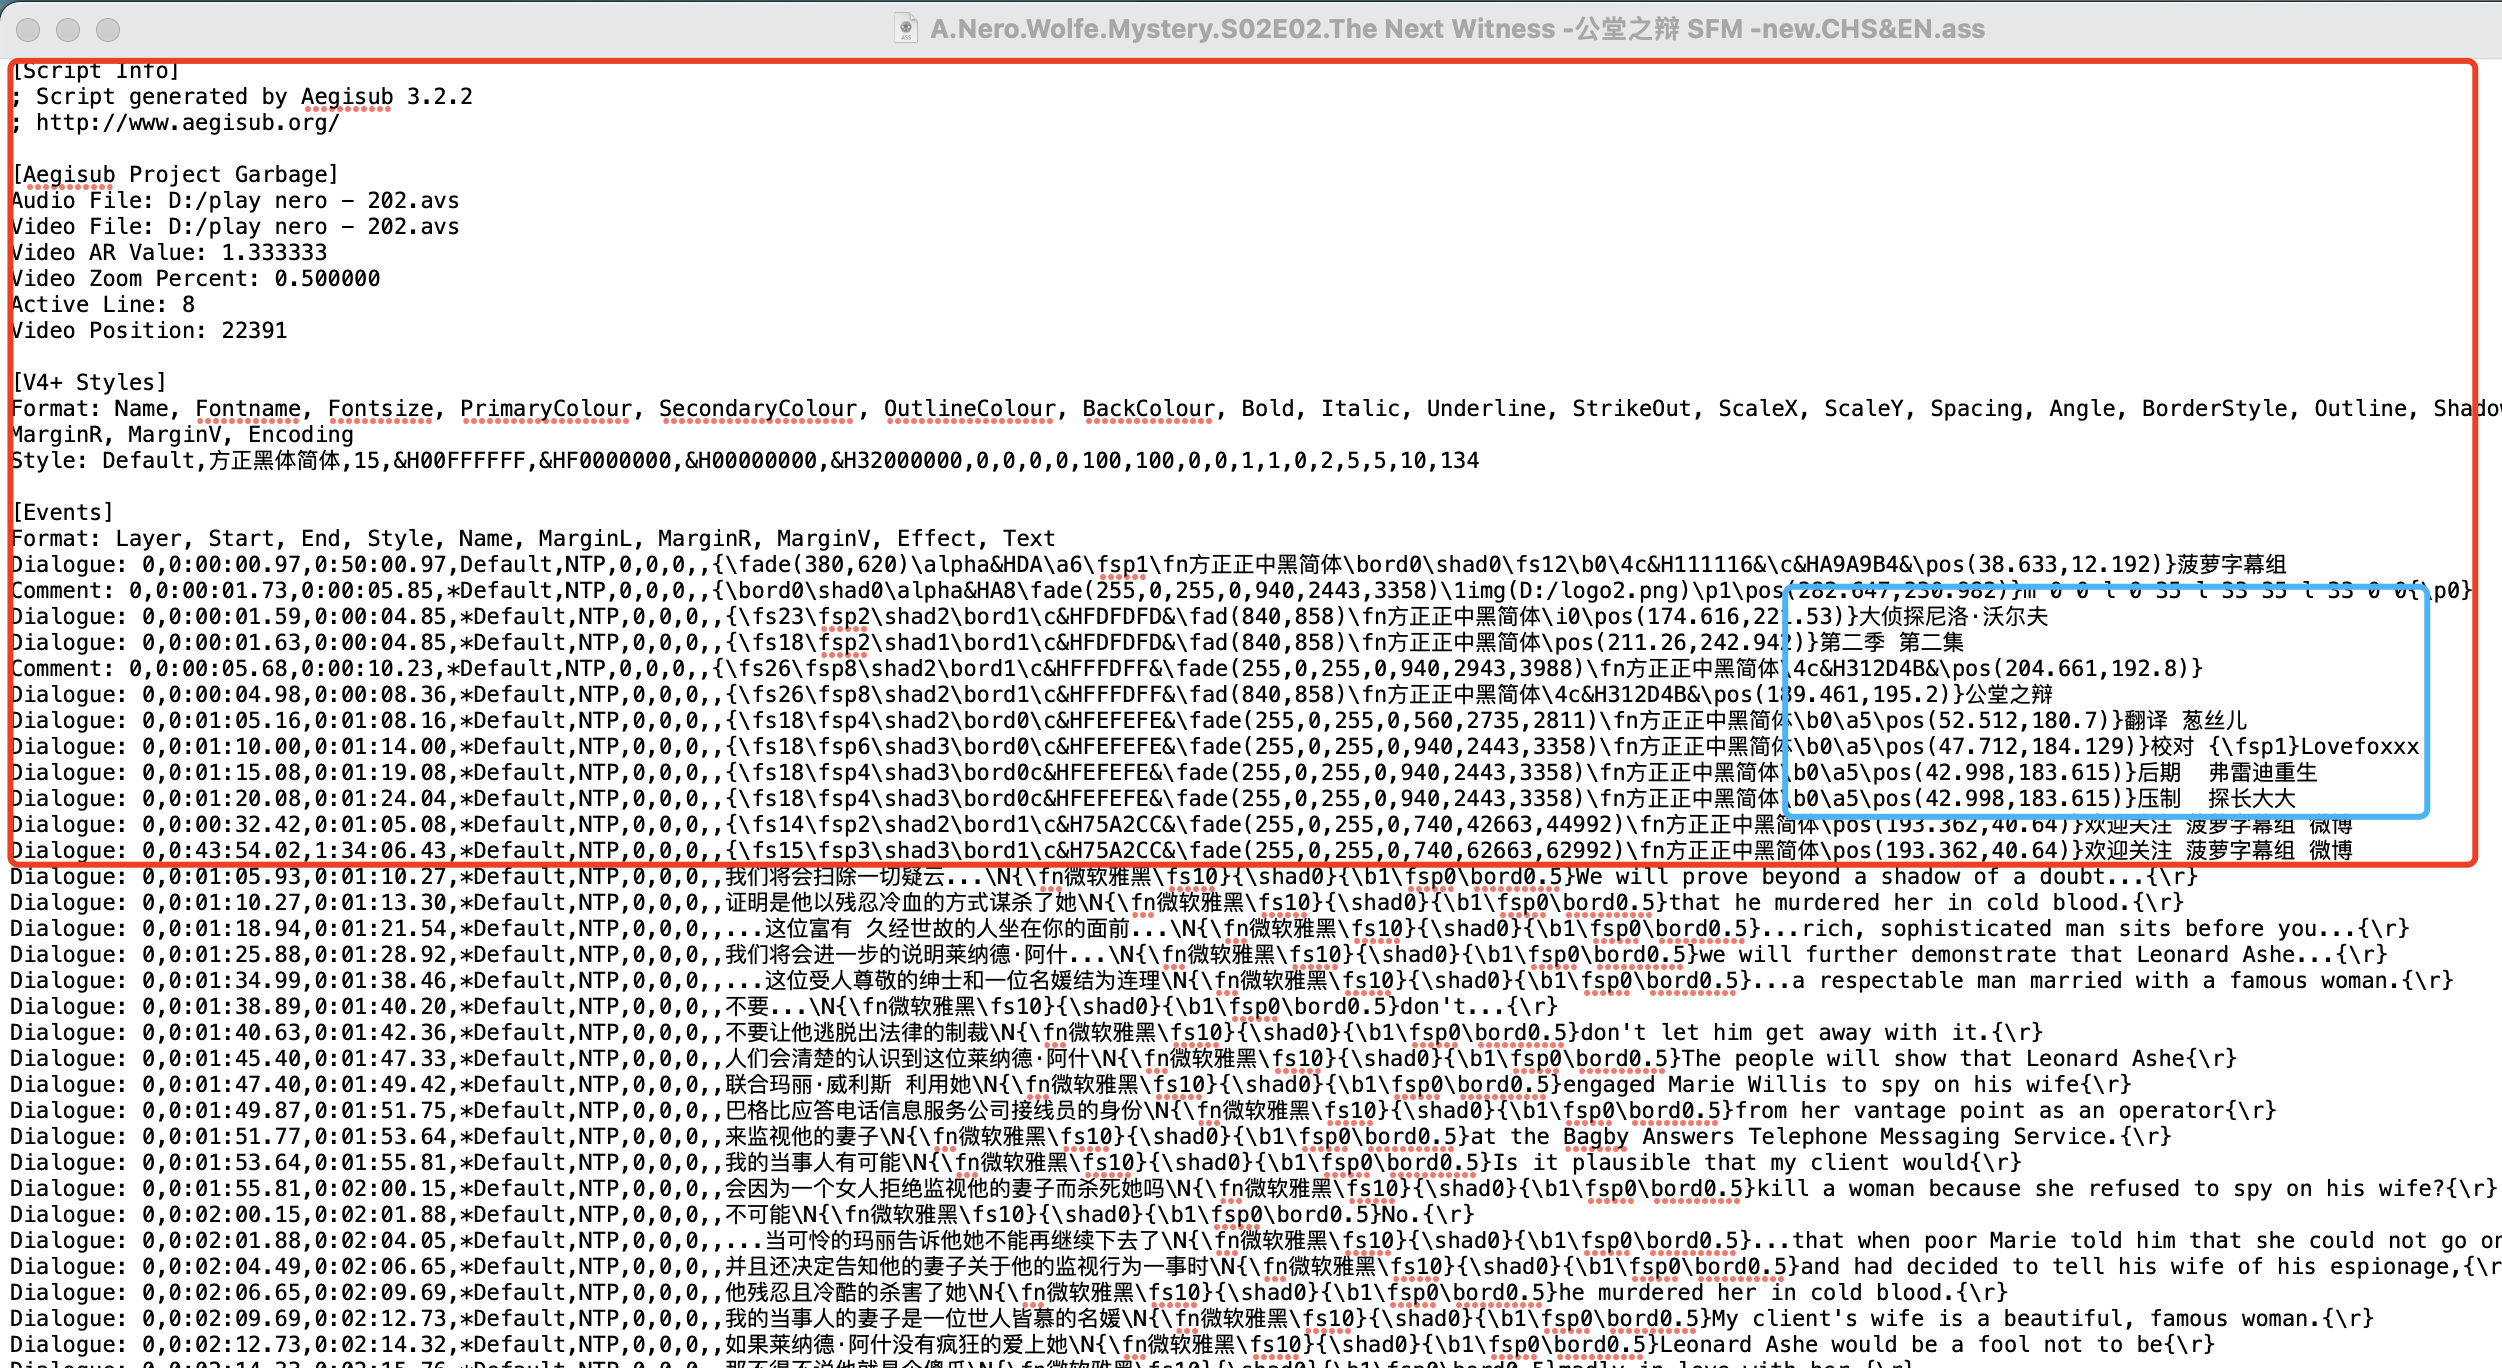 A.Nero.Wolfe.Mystery.S02E02.The Next Witness -公堂之辩 SFM -new.CHS&EN.ass
[Script Info]
; Script generated by Aegisub 3.2.2
; http://www.aegisub.org/
[Aegisub Project Garbage]
Audio File: D:/play nero - 202.avs
Video File: D:/play nero - 202.avs
Video AR Value: 1.333333
Video Zoom Percent: 0.500000
Active Line: 8
Video Position: 22391
[V4+ Styles]
Format: Name, Fontname, Fontsize, PrimaryColour, SecondaryColour, OutlineColour, BackColour, Bold, Italic, Underline, StrikeOut, ScaleX, ScaleY, Spacing, Angle, BorderStyle, Outline, Shadow
MarginR, MarginV, Encoding
Style: Default,方正黑体简体,15,&H00FFFFFF,&HF0000000,&H00000000,&H32000000,0,0,0,0,100,100,0,0,1,1,0,2,5,5,10,134
[Events]
Format: Layer, Start, End, Style, Name, MarginL, MarginR, MarginV, Effect, Text
Dialogue: 0,0:00:00.97,0:50:00.97,Default,NTP,0,0,0,,{\fade(380,620)\alpha&HDA\a6\fsp1\fn方正正中黑简体\bord0\shad0\fs12\b0\4c&H111116&\c&HA9A9B4&\pos(38.633,12.192)}菠萝字幕组
Comment: 0,0:00:01.73,0:00:05.85,*Default,NTP,0,0,0,,{\bord0\shad0\alpha&HA8\fade(255,0,255,0,940,2443,3358)\1img(D:/logo2.png)\p1\pos(282.647,230.982)}m 0 0 l 0 35 l 33 35 l 33 0 0{\p0}
Dialogue: 0,0:00:01.59,0:00:04.85,*Default,NTP,0,0,0,,{\fs23\fsp2\shad2\bord1\c&HFDFDFD&\fad(840,858)\fn方正正中黑简体\i0\pos(174.616,221.53)}大侦探尼洛·沃尔夫
Dialogue: 0,0:00:01.63,0:00:04.85,*Default,NTP,0,0,0,,{\fs18\fsp2\shad1\bord1\c&HFDFDFD&\fad(840,858)\fn方正正中黑简体\pos(211.26,242.942)}第二季 第二集
Comment: 0,0:00:05.68,0:00:10.23,*Default,NTP,0,0,0,,{\fs26\fsp8\shad2\bord1\c&HFFFDFF&\fade(255,0,255,0,940,2943,3988)\fn方正正中黑简体\4c&H312D4B&\pos(204.661,192.8)}
Dialogue: 0,0:00:04.98,0:00:08.36,*Default,NTP,0,0,0,,{\fs26\fsp8\shad2\bord1\c&HFFFDFF&\fad(840,858)\fn方正正中黑简体\4c&H312D4B&\pos(189.461,195.2)}公堂之辩
Dialogue: 0,0:01:05.16,0:01:08.16,*Default,NTP,0,0,0,,{\fs18\fsp4\shad2\bord0\c&HFEFEFE&\fade(255,0,255,0,560,2735,2811)\fn方正正中黑简体\b0\a5\pos(52.512,180.7)}翻译 葱丝儿
Dialogue: 0,0:01:10.00,0:01:14.00,*Default,NTP,0,0,0,,{\fs18\fsp6\shad3\bord0\c&HFEFEFE&\fade(255,0,255,0,940,2443,3358)\fn方正正中黑简体\b0\a5\pos(47.712,184.129)}校对 {\fsp1}Lovefoxxx
Dialogue: 0,0:01:15.08,0:01:19.08,*Default,NTP,0,0,0,,{\fs18\fsp4\shad3\bord0c&HFEFEFE&\fade(255,0,255,0,940,2443,3358)\fn方正正中黑简体\b0\a5\pos(42.998,183.615)}后期  弗雷迪重生
Dialogue: 0,0:01:20.08,0:01:24.04,*Default,NTP,0,0,0,,{\fs18\fsp4\shad3\bord0c&HFEFEFE&\fade(255,0,255,0,940,2443,3358)\fn方正正中黑简体\b0\a5\pos(42.998,183.615)}压制  探长大大
Dialogue: 0,0:00:32.42,0:01:05.08,*Default,NTP,0,0,0,,{\fs14\fsp2\shad2\bord1\c&H75A2CC&\fade(255,0,255,0,740,42663,44992)\fn方正正中黑简体\pos(193.362,40.64)}欢迎关注 菠萝字幕组 微博
Dialogue: 0,0:43:54.02,1:34:06.43,*Default,NTP,0,0,0,,{\fs15\fsp3\shad3\bord1\c&H75A2CC&\fade(255,0,255,0,740,62663,62992)\fn方正正中黑简体\pos(193.362,40.64)}欢迎关注 菠萝字幕组 微博
Dialogue: 0,0:01:05.93,0:01:10.27,*Default,NTP,0,0,0,,我们将会扫除一切疑云...\N{\fn微软雅黑\fs10}{\shad0}{\b1\fsp0\bord0.5}We will prove beyond a shadow of a doubt...{\r}
Dialogue: 0,0:01:10.27,0:01:13.30,*Default,NTP,0,0,0,,证明是他以残忍冷血的方式谋杀了她\N{\fn微软雅黑\fs10}{\shad0}{\b1\fsp0\bord0.5}that he murdered her in cold blood.{\r}
Dialogue: 0,0:01:18.94,0:01:21.54,*Default,NTP,0,0,0,,...这位富有 久经世故的人坐在你的面前...\N{\fn微软雅黑\fs10}{\shad0}{\b1\fsp0\bord0.5}...rich, sophisticated man sits before you...{\r}
Dialogue: 0,0:01:25.88,0:01:28.92,*Default,NTP,0,0,0,,我们将会进一步的说明莱纳德·阿什...\N{\fn微软雅黑\fs10}{\shad0}{\b1\fsp0\bord0.5}we will further demonstrate that Leonard Ashe...{\r}
Dialogue: 0,0:01:34.99,0:01:38.46,*Default,NTP,0,0,0,,...这位受人尊敬的绅士和一位名媛结为连理\N{\fn微软雅黑\fs10}{\shad0}{\b1\fsp0\bord0.5}...a respectable man married with a famous woman.{\r}
Dialogue: 0,0:01:38.89,0:01:40.20,*Default,NTP,0,0,0,,不要...\N{\fn微软雅黑\fs10}{\shad0}{\b1\fsp0\bord0.5}don't...{\r}
Dialogue: 0,0:01:40.63,0:01:42.36,*Default,NTP,0,0,0,,不要让他逃脱出法律的制裁\N{\fn微软雅黑\fs10}{\shad0}{\b1\fsp0\bord0.5}don't let him get away with it.{\r}
Dialogue: 0,0:01:45.40,0:01:47.33,*Default,NTP,0,0,0,,人们会清楚的认识到这位莱纳德·阿什\N{\fn微软雅黑\fs10}{\shad0}{\b1\fsp0\bord0.5}The people will show that Leonard Ashe{\r}
Dialogue: 0,0:01:47.40,0:01:49.42,*Default,NTP,0,0,0,,联合玛丽·威利斯 利用她\N{\fn微软雅黑\fs10}{\shad0}{\b1\fsp0\bord0.5}engaged Marie Willis to spy on his wife{\r}
Dialogue: 0,0:01:49.87,0:01:51.75,*Default,NTP,0,0,0,,巴格比应答电话信息服务公司接线员的身份\N{\fn微软雅黑\fs10}{\shad0}{\b1\fsp0\bord0.5}from her vantage point as an operator{\r}
Dialogue: 0,0:01:51.77,0:01:53.64,*Default,NTP,0,0,0,,来监视他的妻子\N{\fn微软雅黑\fs10}{\shad0}{\b1\fsp0\bord0.5}at the Bagby Answers Telephone Messaging Service.{\r}
Dialogue: 0,0:01:53.64,0:01:55.81,*Default,NTP,0,0,0,,我的当事人有可能\N{\fn微软雅黑\fs10}{\shad0}{\b1\fsp0\bord0.5}Is it plausible that my client would{\r}
Dialogue: 0,0:01:55.81,0:02:00.15,*Default,NTP,0,0,0,,会因为一个女人拒绝监视他的妻子而杀死她吗\N{\fn微软雅黑\fs10}{\shad0}{\b1\fsp0\bord0.5}kill a woman because she refused to spy on his wife?{\r}
Dialogue: 0,0:02:00.15,0:02:01.88,*Default,NTP,0,0,0,,不可能\N{\fn微软雅黑\fs10}{\shad0}{\b1\fsp0\bord0.5}No.{\r}
Dialogue: 0,0:02:01.88,0:02:04.05,*Default,NTP,0,0,0,,...当可怜的玛丽告诉他她不能再继续下去了\N{\fn微软雅黑\fs10}{\shad0}{\b1\fsp0\bord0.5}...that when poor Marie told him that she could not go on
Dialogue: 0,0:02:04.49,0:02:06.65,*Default,NTP,0,0,0,,并且还决定告知他的妻子关于他的监视行为一事时\N{\fn微软雅黑\fs10}{\shad0}{\b1\fsp0\bord0.5}and had decided to tell his wife of his espionage,{\r
Dialogue: 0,0:02:06.65,0:02:09.69,*Default,NTP,0,0,0,,他残忍且冷酷的杀害了她\N{\fn微软雅黑\fs10}{\shad0}{\b1\fsp0\bord0.5}he murdered her in cold blood.{\r}
Dialogue: 0,0:02:09.69,0:02:12.73,*Default,NTP,0,0,0,,我的当事人的妻子是一位世人皆慕的名媛\N{\fn微软雅黑\fs10}{\shad0}{\b1\fsp0\bord0.5}My client's wife is a beautiful, famous woman.{\r}
Dialogue: 0,0:02:12.73,0:02:14.32,*Default,NTP,0,0,0,,如果莱纳德·阿什没有疯狂的爱上她\N{\fn微软雅黑\fs10}{\shad0}{\b1\fsp0\bord0.5}Leonard Ashe would be a fool not to be{\r}